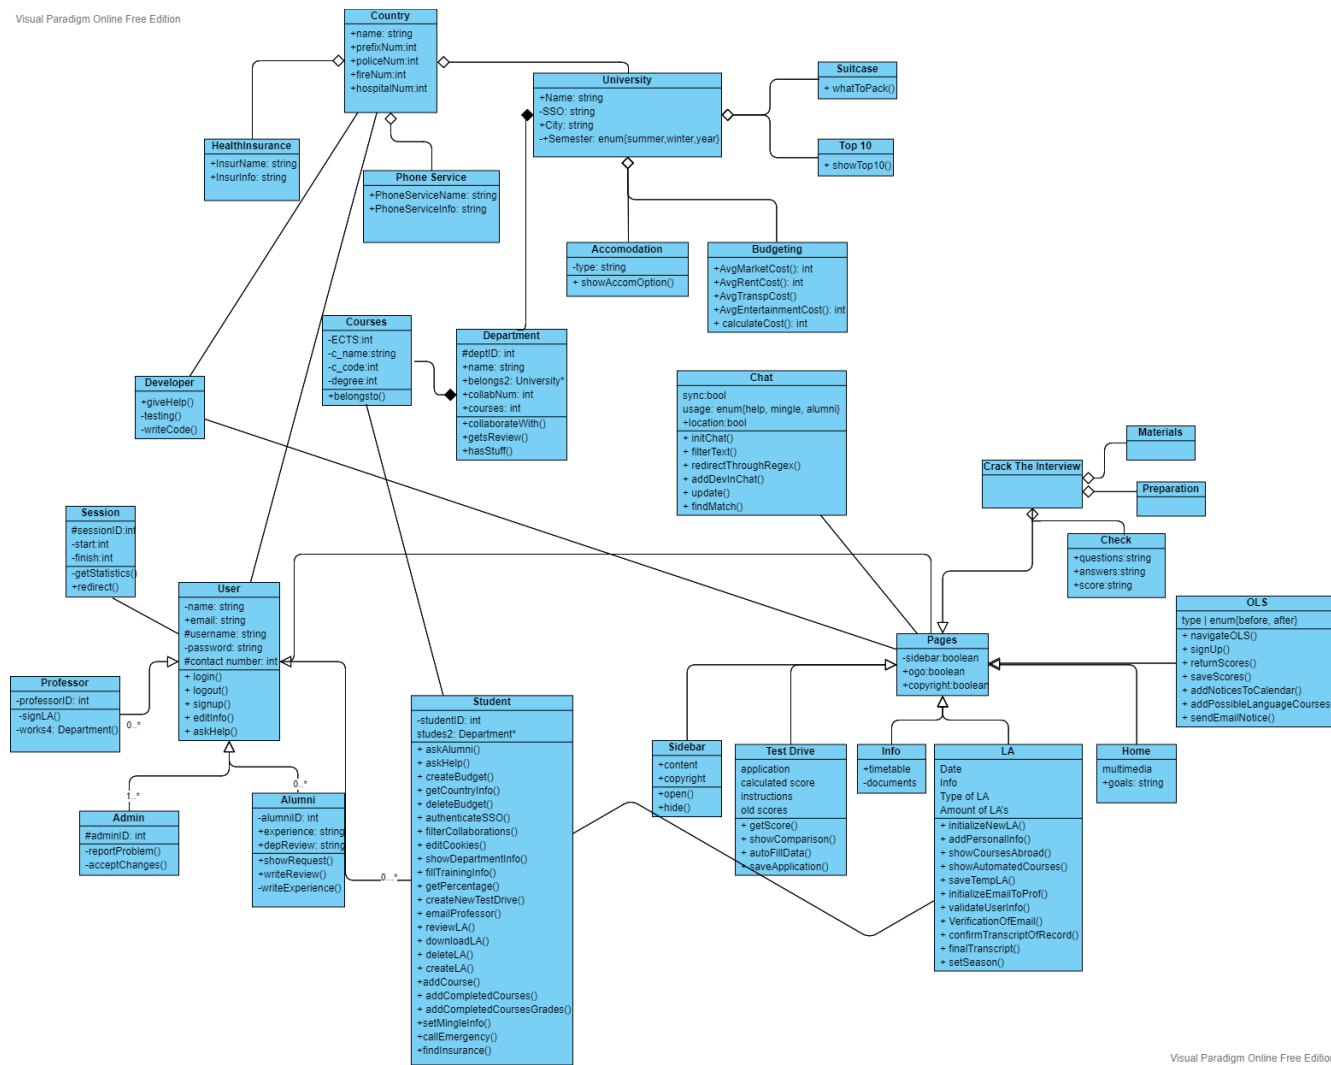 Visual Paradigm Online Free Edition
Country
+name: string
+prefixNum:int
+policeNum:int
+fireNum:int
+hospitalNum:int
University
+Name: string
-SSO: string
+City: string
-+Semester: enum{summer,winter,year}
Suitcase
+ whatToPack()
Top 10
+ showTop10()
HealthInsurance
+InsurName: string
+InsurInfo: string
Phone Service
+PhoneServiceName: string
+PhoneServiceInfo: string
Accomodation
-type: string
+ showAccomOption()
Budgeting
+AvgMarketCost(): int
+AvgRentCost(): int
+AvgTranspCost()
+AvgEntertainmentCost(): int
+ calculateCost(): int
Courses
-ECTS:int
-c_name:string
-c_code:int
-degree:int
+belongsto()
Department
#deptID: int
+name: string
+belongs2: University*
+collabNum: int
+courses: int
+collaborateWith()
+getsReview()
+hasStuff()
Developer
+giveHelp()
-testing()
-writeCode()
Chat
sync:bool
usage: enum{help, mingle, alumni}
+location:bool
+ initChat()
+ filterText()
+ redirectThroughRegex()
+ addDevInChat()
+ update()
+ findMatch()
Materials
Crack The Interview
Preparation
Check
+questions:string
+answers:string
+score:string
Session
#sessionID:int
-start:int
-finish:int
-getStatistics()
+redirect()
User
-name: string
+email: string
#username: string
-password: string
#contact number: int
+ login()
+ logout()
+ signup()
+ editInfo()
+ askHelp()
OLS
type | enum{before, after}
+ navigateOLS()
+ signUp()
+ returnScores()
+ saveScores()
+ addNoticesToCalendar()
+ addPossibleLanguageCourses
+ sendEmailNotice()
Pages
-sidebar:boolean
+ogo:boolean
+copyright:boolean
Professor
-professorID: int
-signLA()
-works4: Department()
0..*
Student
-studentID: int
studes2: Department*
+ askAlumni()
+ askHelp()
+ createBudget()
+ getCountryInfo()
+ deleteBudget()
+ authenticateSSO()
+ filterCollaborations()
+ editCookies()
+ showDepartmentInfo()
+ fillTrainingInfo()
+ getPercentage()
+ createNewTestDrive()
+ emailProfessor()
+ reviewLA()
+ downloadLA()
+ deleteLA()
+ createLA()
+addCourse()
+ addCompletedCourses()
+ addCompletedCoursesGrades()
+setMingleInfo()
+callEmergency()
+findInsurance()
0...*
Sidebar
+content
+copyright
+open()
+hide()
Test Drive
application
calculated score
instructions
old scores
+ getScore()
+ showComparison()
+ autoFillData()
+ saveApplication()
Info
+timetable
-documents
LA
Date
Info
Type of LA
Amount of LA's
+ initializeNewLA()
+ addPersonalInfo()
+ showCoursesAbroad()
+ showAutomatedCourses()
+ saveTempLA()
+ initializeEmailToProf()
+ validateUserInfo()
+ VerificationOfEmail()
+ confirmTranscriptOfRecord()
+ finalTranscript()
+ setSeason()
Home
multimedia
+goals: string
1..*
Admin
#adminID: int
-reportProblem()
-acceptChanges()
0..*
Alumni
-alumniID: int
+experience: string
+depReview: string
+showRequest()
+writeReview()
-writeExperience()
Visual Paradigm Online Free Edition